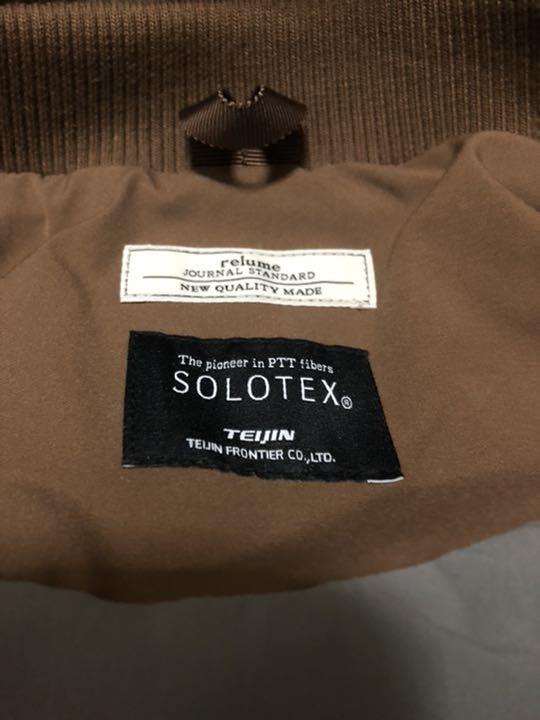 relume
JOURNAL STANDARD
NEW QUALITY MADE
The pioneer in PTT fibers
SOLOTEX®
TEIJIN
TEIJIN FRONTIER CO.,LTD.